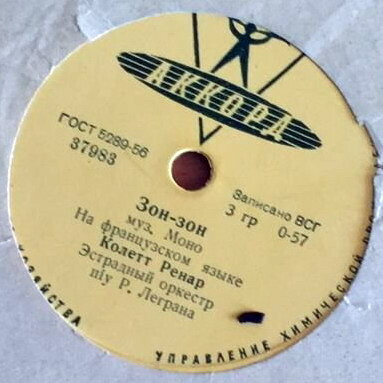 АККОРД
ГОСТ 5289-56
37983
Записано ВСГ
3 гр 0-57
Зон-зон
муз. Моно
На французском языке
Колетт Ренар
Эстрадный оркестр
п/у Р. Леграна
УПРАВЛЕНИЕ ХИМИЧЕСКОЙ